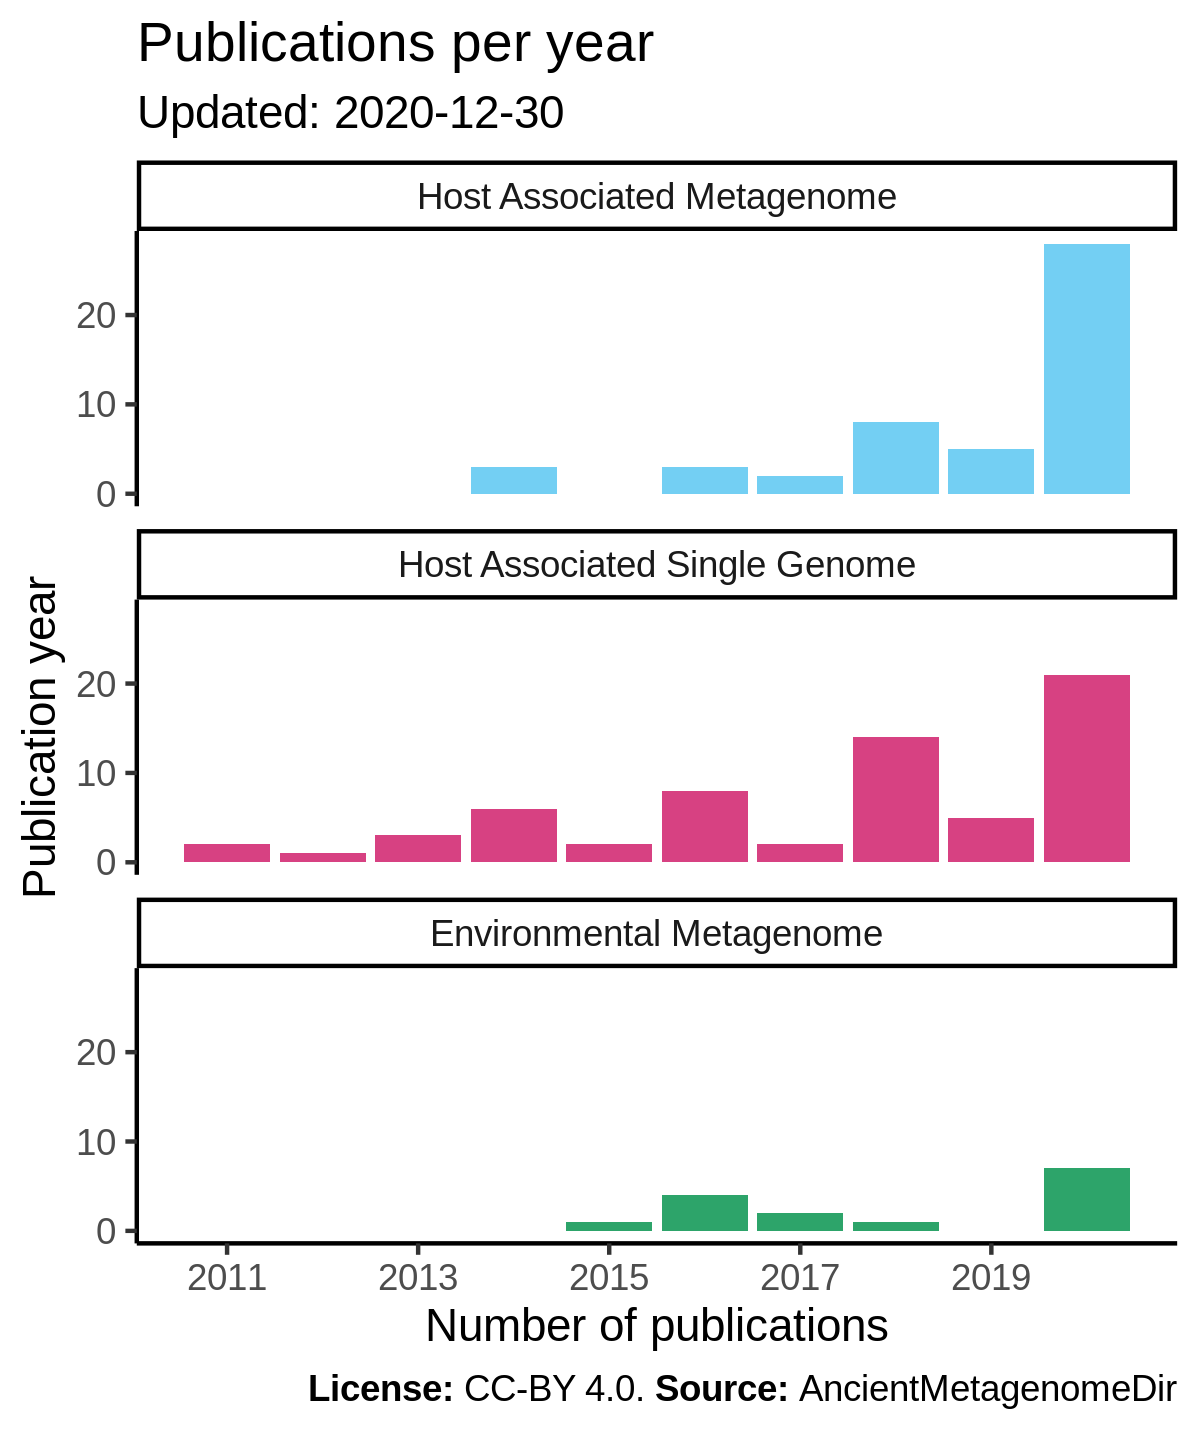 Publications per year
Updated: 2020-12-30
Host Associated Metagenome
20
10
0
Host Associated Single Genome
20
10
0
Publication year
Environmental Metagenome
20
10
0
2011 2013 2015 2017 2019
Number of publications
License: CC-BY 4.0. Source: AncientMetagenomeDir